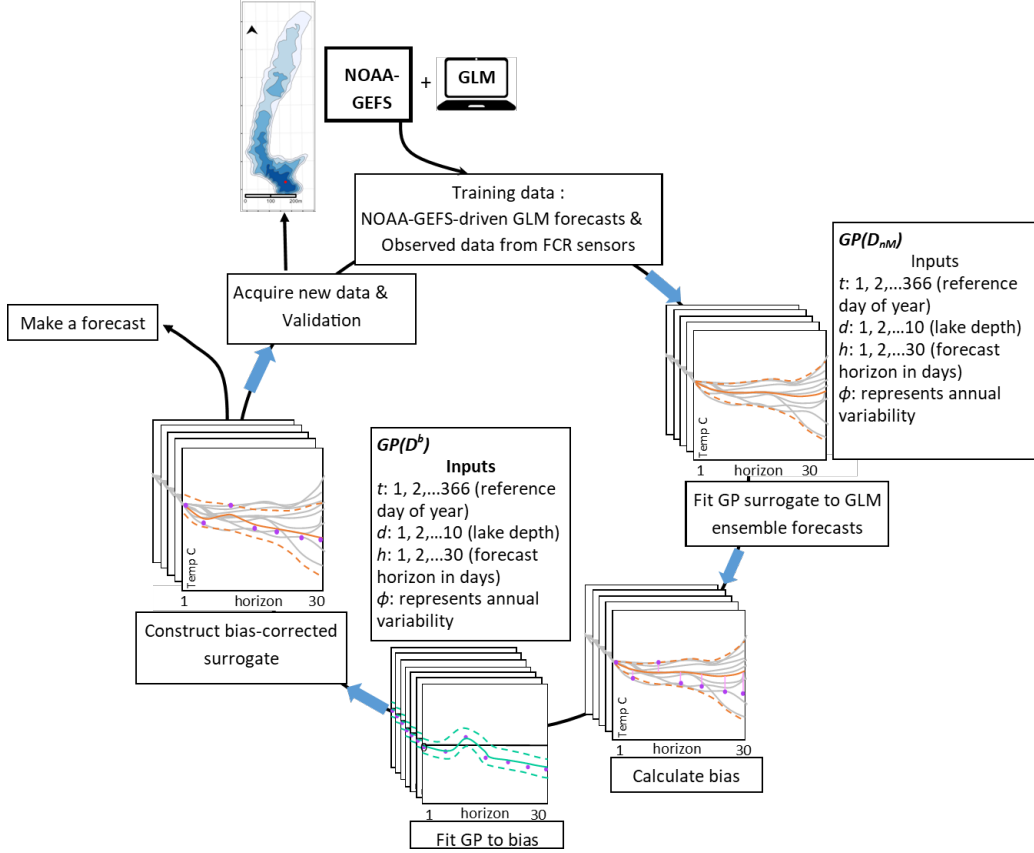 NOAA-
GEFS
+
GLM
0 100 200m
Training data :
NOAA-GEFS-driven GLM forecasts &
Observed data from FCR sensors
GP(D_nM)
Inputs
t: 1, 2,...366 (reference
day of year)
d: 1, 2,...10 (lake depth)
h: 1, 2,...30 (forecast
horizon in days)
ϕ: represents annual
variability
Temp C
1 horizon 30
Fit GP surrogate to GLM
ensemble forecasts
Temp C
1 horizon 30
Calculate bias
GP(D^b)
Inputs
t: 1, 2,...366 (reference
day of year)
d: 1, 2,...10 (lake depth)
h: 1, 2,...30 (forecast
horizon in days)
ϕ: represents annual
variability
0
1 horizon 30
Fit GP to bias
Temp C
1 horizon 30
Construct bias-corrected
surrogate
Make a forecast
Acquire new data &
Validation